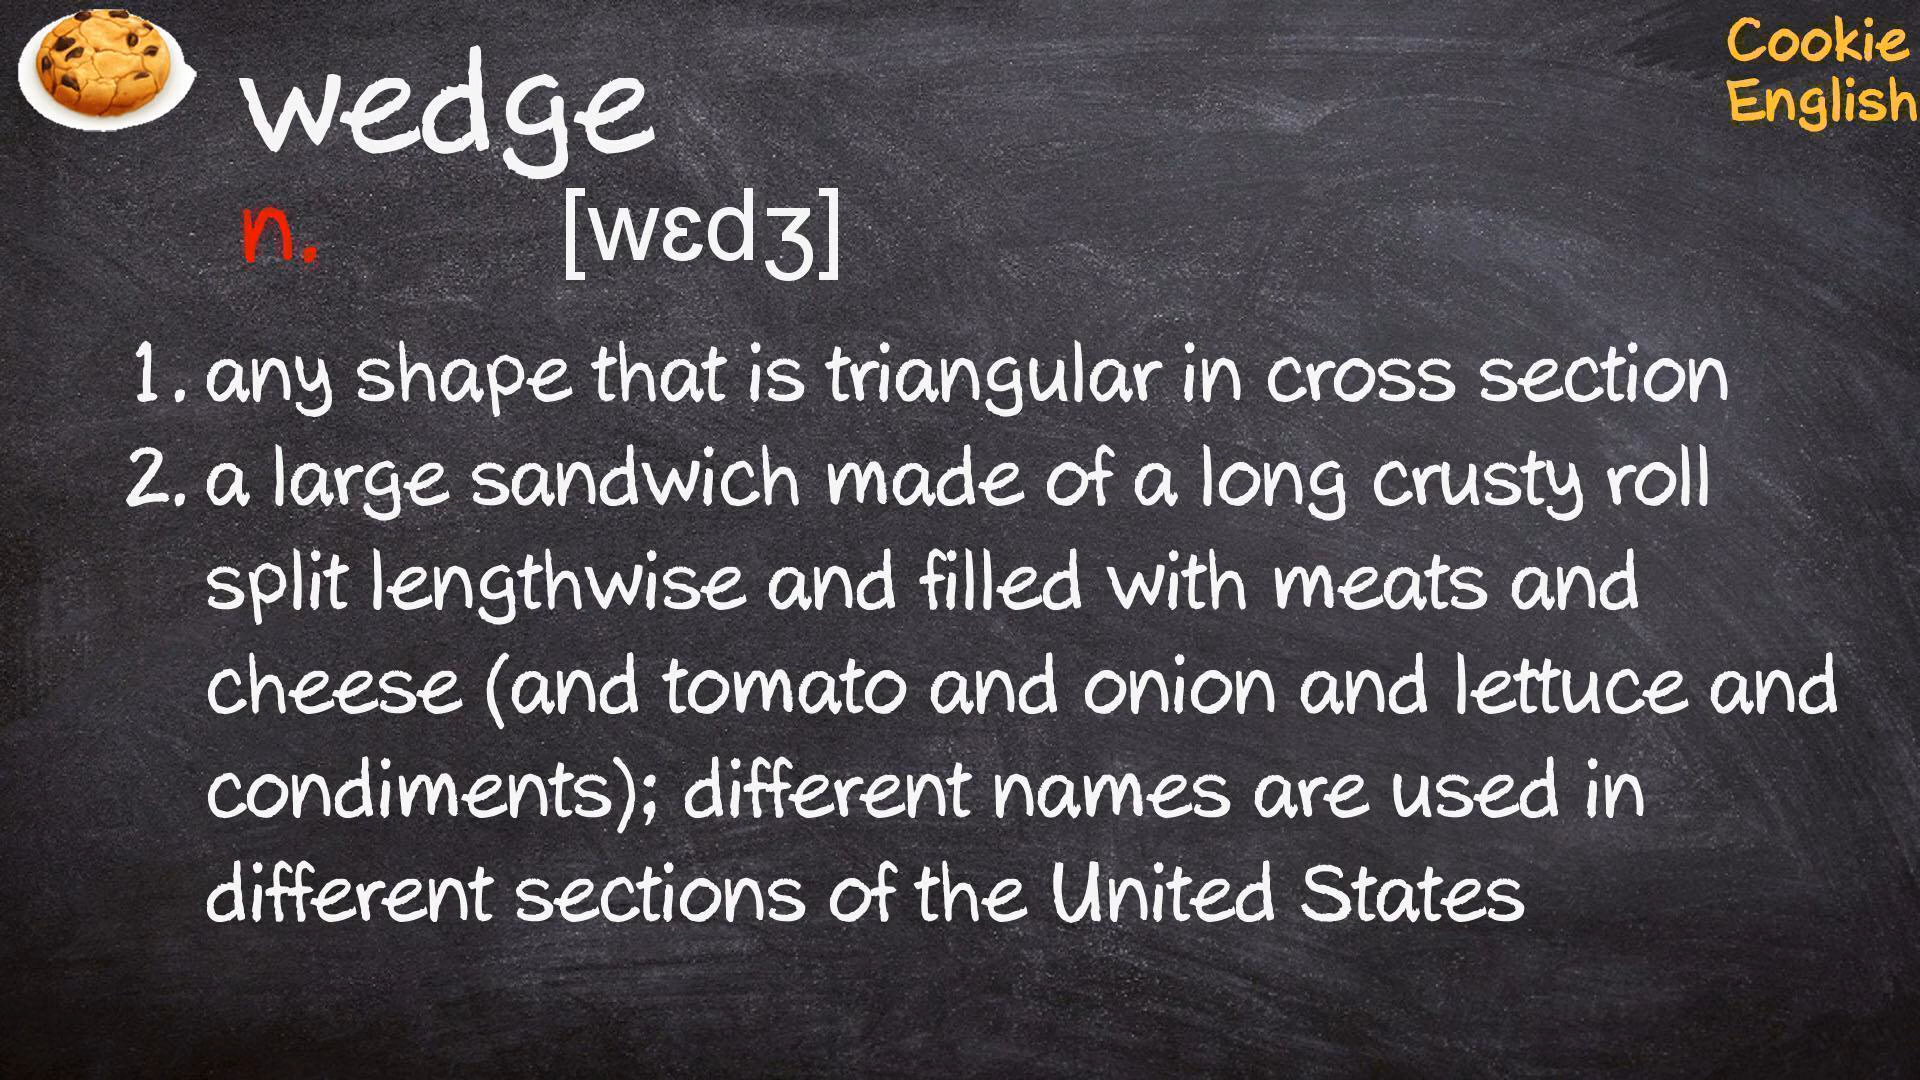 Cookie
English
wedge
n. [wɛdʒ]
1. any shape that is triangular in cross section
2. a large sandwich made of a long crusty roll
split lengthwise and filled with meats and
cheese (and tomato and onion and lettuce and
condiments); different names are used in
different sections of the United States